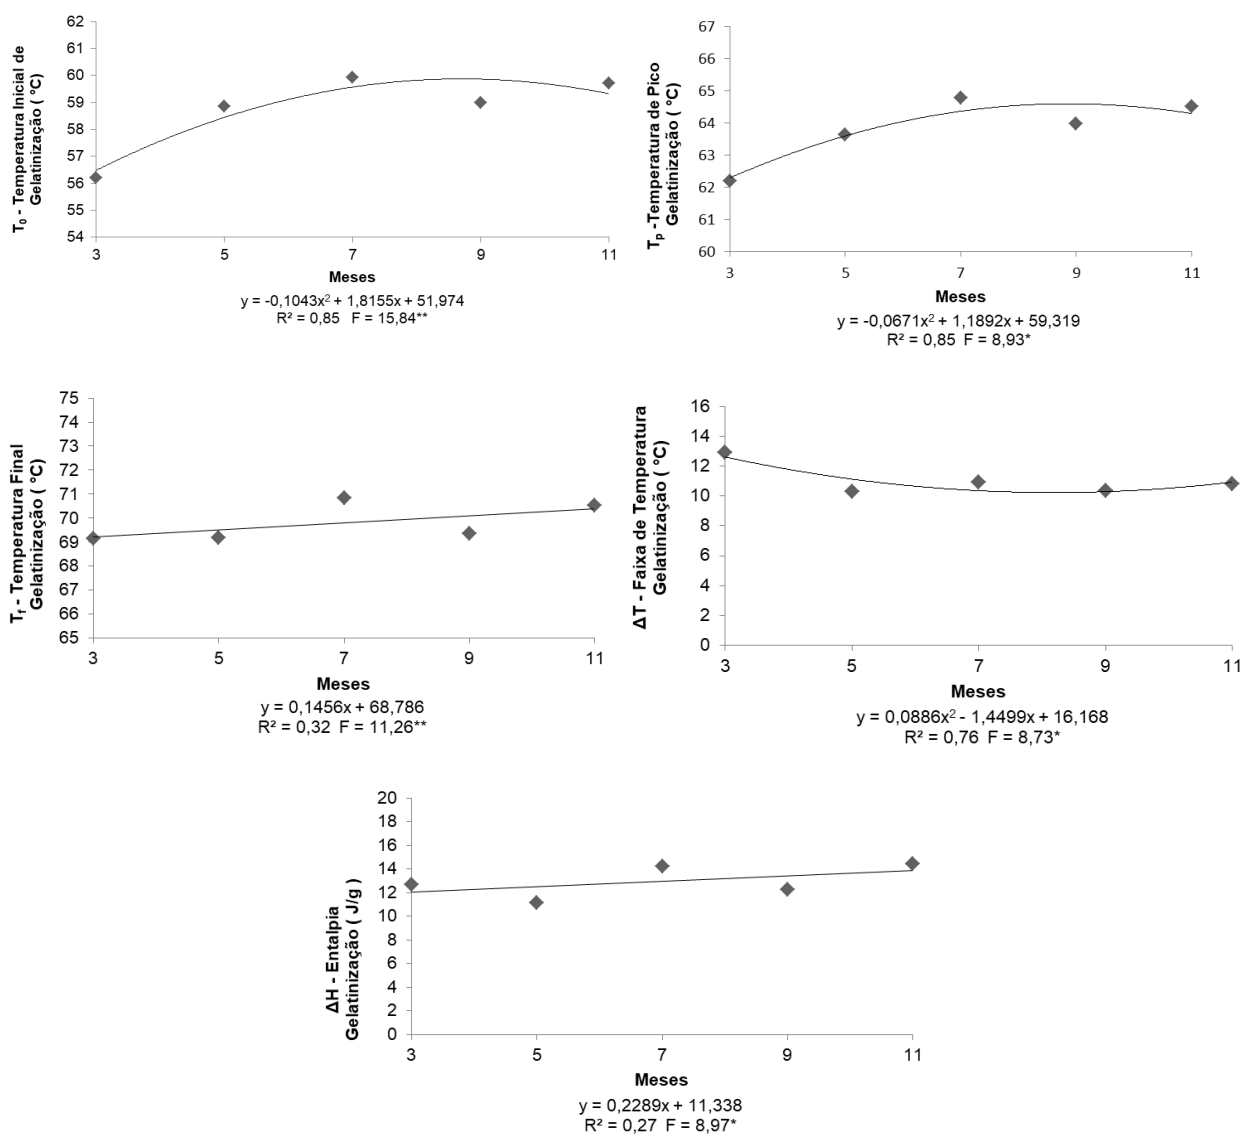 T₀ - Temperatura Inicial de
Gelatinização ( °C)
62
61
60
59
58
57
56
55
54
3 5 7 9 11
Meses
y = -0,1043x² + 1,8155x + 51,974
R² = 0,85 F = 15,84**
Tₚ -Temperatura de Pico
Gelatinização ( °C)
67
66
65
64
63
62
61
60
3 5 7 9 11
Meses
y = -0,0671x² + 1,1892x + 59,319
R² = 0,85 F = 8,93*
T_f - Temperatura Final
Gelatinização ( °C)
75
74
73
72
71
70
69
68
67
66
65
3 5 7 9 11
Meses
y = 0,1456x + 68,786
R² = 0,32 F = 11,26**
ΔT - Faixa de Temperatura
Gelatinização ( °C)
16
14
12
10
8
6
4
2
0
3 5 7 9 11
Meses
y = 0,0886x² - 1,4499x + 16,168
R² = 0,76 F = 8,73*
ΔH - Entalpia
Gelatinização ( J/g )
20
18
16
14
12
10
8
6
4
2
0
3 5 7 9 11
Meses
y = 0,2289x + 11,338
R² = 0,27 F = 8,97*